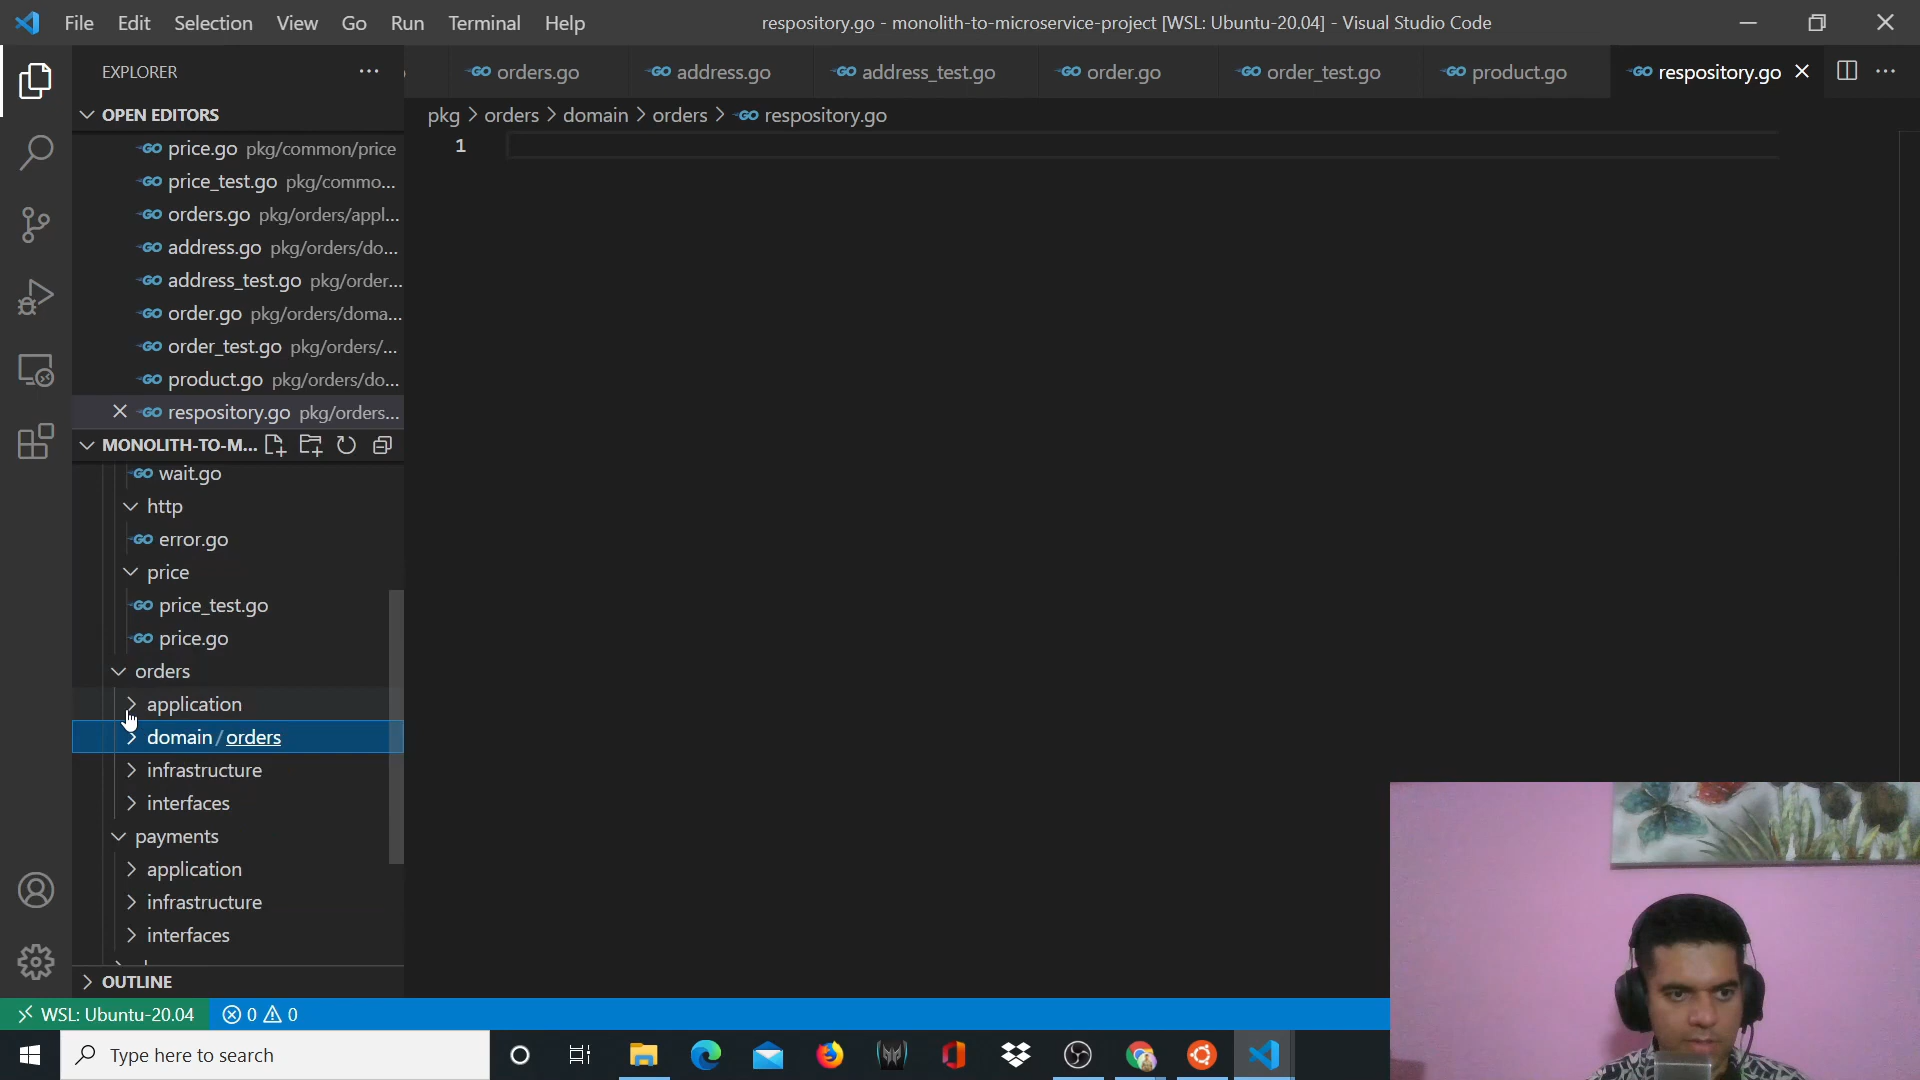 File Edit Selection View Go Run Terminal Help
respository.go - monolith-to-microservice-project [WSL: Ubuntu-20.04] - Visual Studio Code
EXPLORER
orders.go address.go address_test.go order.go order_test.go product.go respository.go
OPEN EDITORS
pkg > orders > domain > orders > respository.go
1
price.go pkg/common/price
price_test.go pkg/commo...
orders.go pkg/orders/appl...
address.go pkg/orders/do...
address_test.go pkg/order...
order.go pkg/orders/doma...
order_test.go pkg/orders/...
product.go pkg/orders/do...
respository.go pkg/orders...
MONOLITH-TO-M...
wait.go
http
error.go
price
price_test.go
price.go
orders
application
domain / orders
infrastructure
interfaces
payments
application
infrastructure
interfaces
OUTLINE
WSL: Ubuntu-20.04 0 0
Type here to search